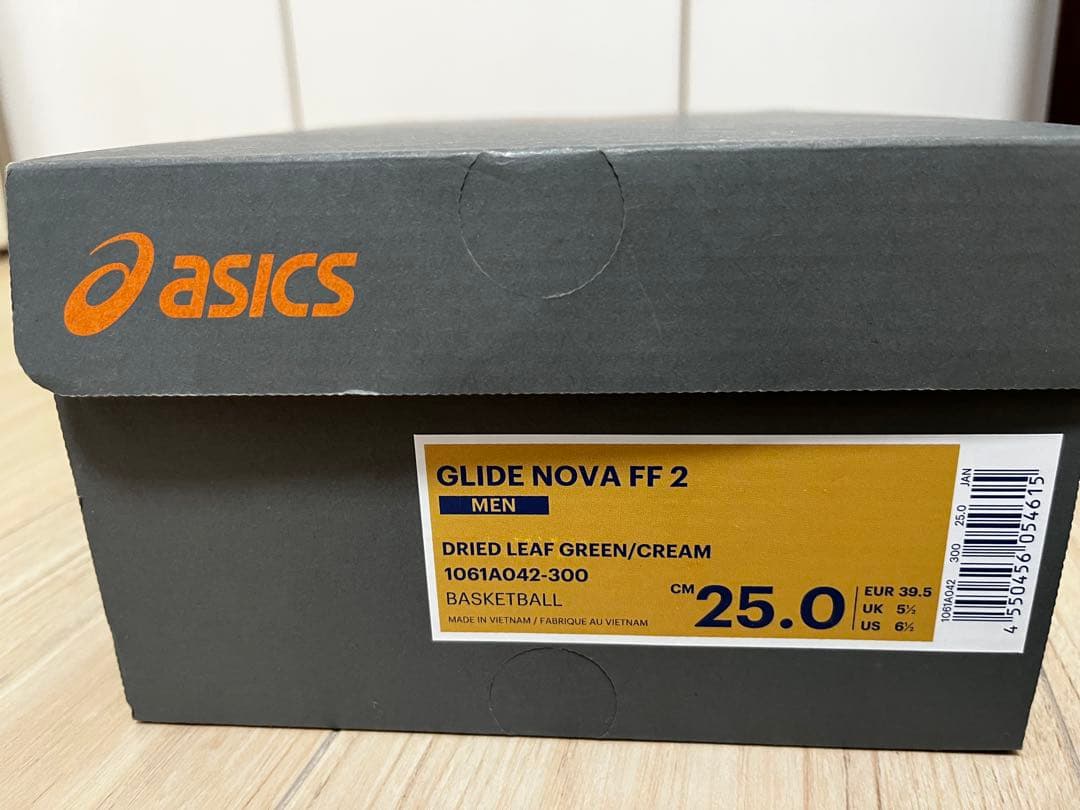 asics
GLIDE NOVA FF 2
MEN
DRIED LEAF GREEN/CREAM
1061A042-300
BASKETBALL
MADE IN VIETNAM / FABRIQUE AU VIETNAM
CM 25.0
EUR 39.5
UK 5½
US 6½
1061A042 300 25.0 JAN
4 550456 054615